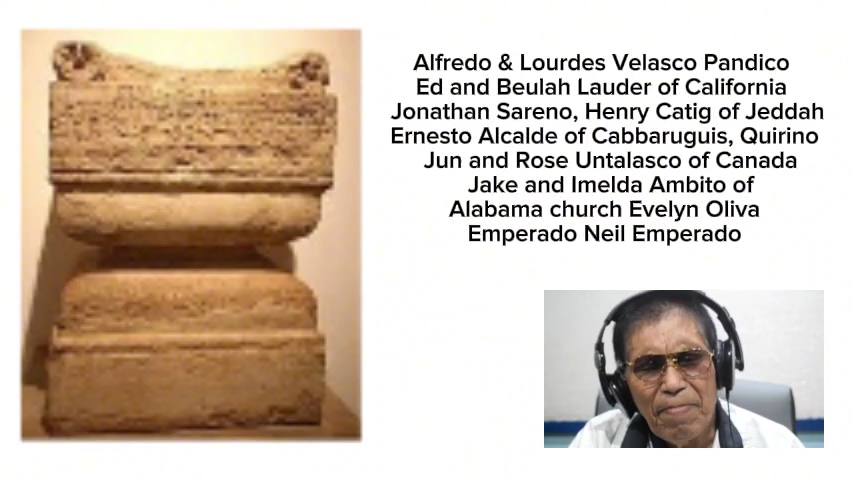 Alfredo & Lourdes Velasco Pandico
Ed and Beulah Lauder of California
Jonathan Sareno, Henry Catig of Jeddah
Ernesto Alcalde of Cabbaruguis, Quirino
Jun and Rose Untalasco of Canada
Jake and Imelda Ambito of
Alabama church Evelyn Oliva
Emperado Neil Emperado